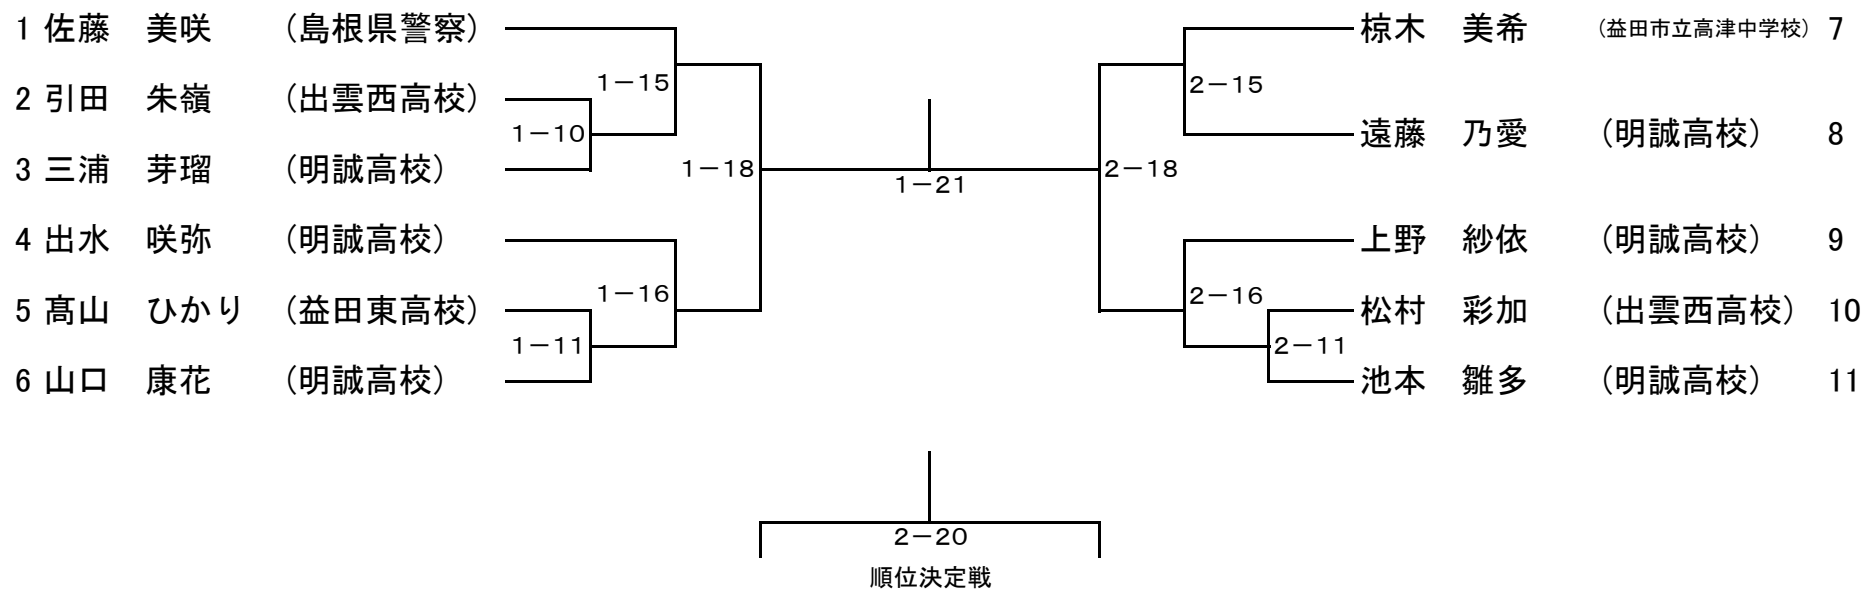 1 佐藤 美咲 (島根県警察)
2 引田 朱嶺 (出雲西高校)
3 三浦 芽瑠 (明誠高校)
4 出水 咲弥 (明誠高校)
5 髙山 ひかり (益田東高校)
6 山口 康花 (明誠高校)
1－15
1－10
1－18
1－16
1－11
1－21
2－15
2－18
2－16
2－11
椋木 美希 (益田市立高津中学校) 7
遠藤 乃愛 (明誠高校) 8
上野 紗依 (明誠高校) 9
松村 彩加 (出雲西高校) 10
池本 雛多 (明誠高校) 11
2－20
順位決定戦